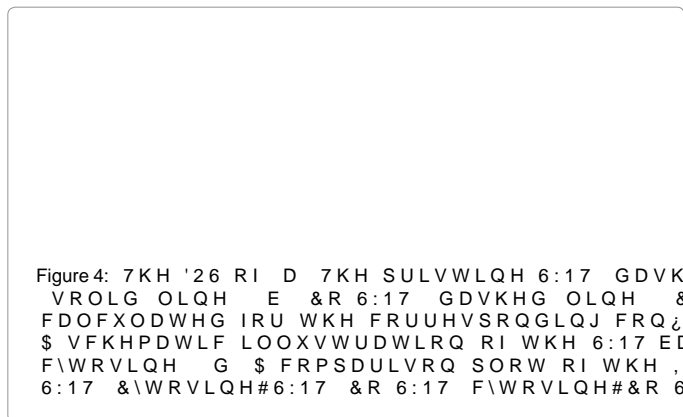 Figure 4: 7KH '26 RI D 7KH SULVWLQH 6:17 GDVK
VROLG OLQH E &R 6:17 GDVKHG OLQH &
FDOFXODWHG IRU WKH FRUUHVSRQGLQJ FRQ¿
$ VFKHPDWLF LOOXVWUDWLRQ RI WKH 6:17 ED
F\WRVLQH G $ FRPSDULVRQ SORW RI WKH ,
6:17 &\WRVLQH#6:17 &R 6:17 F\WRVLQH#&R 6